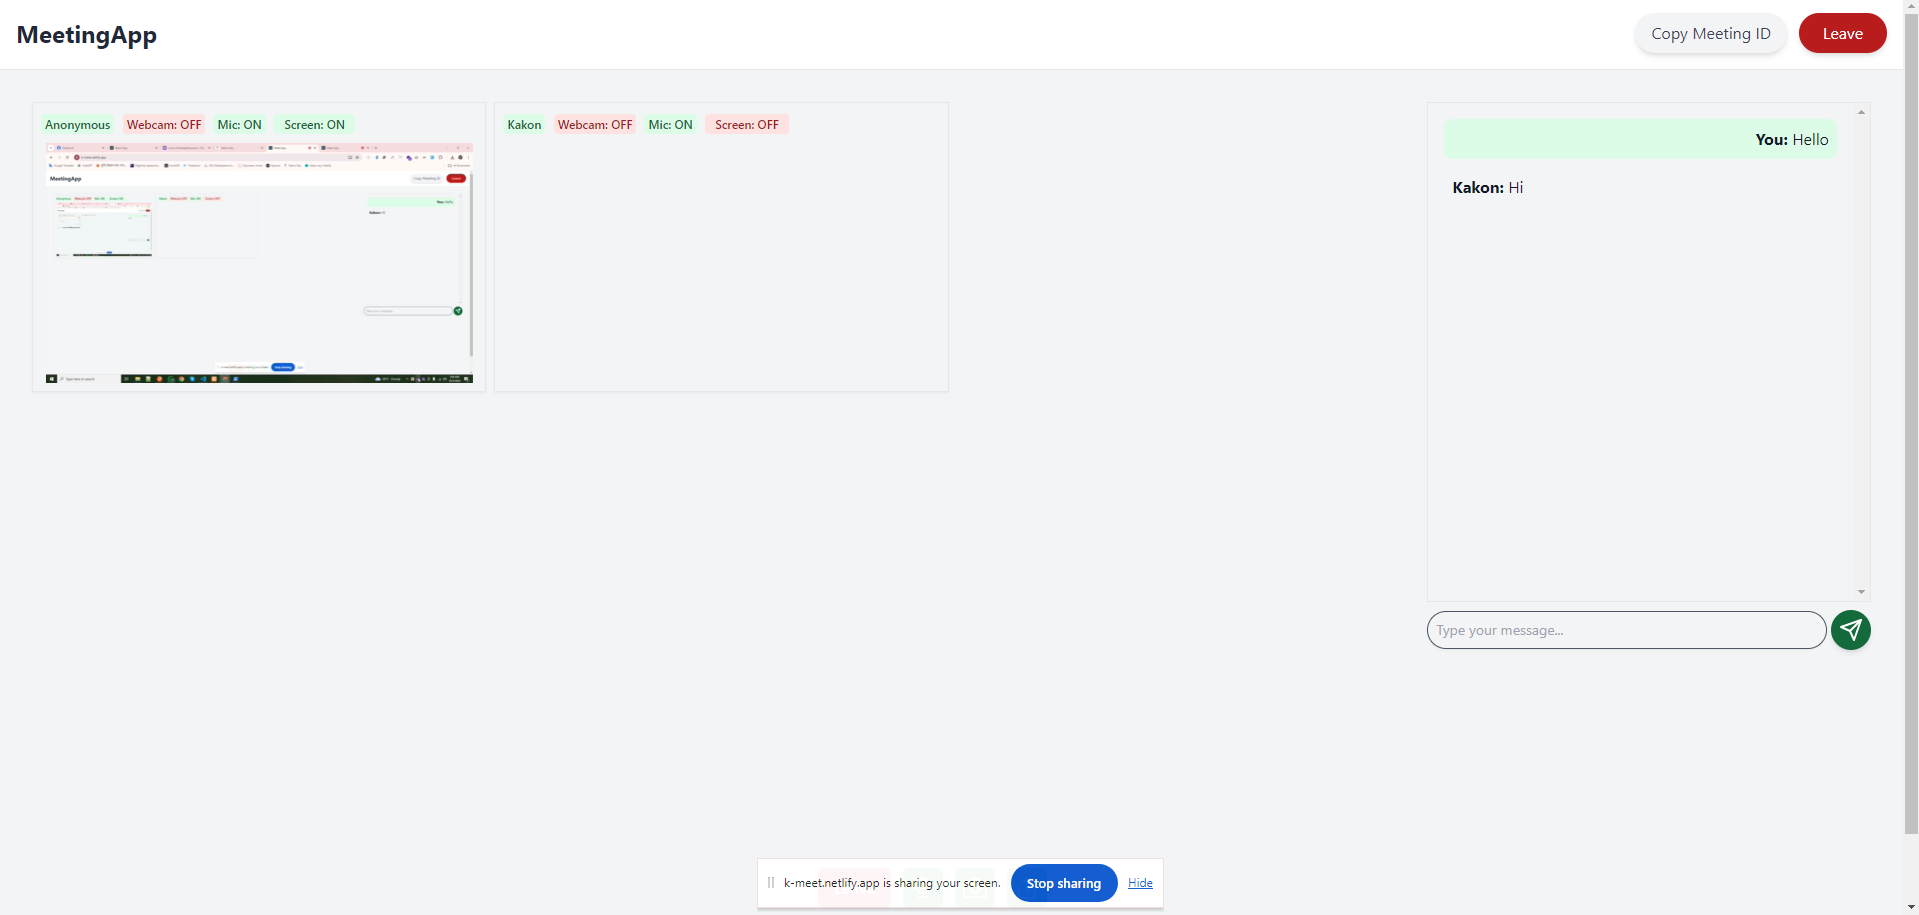 MeetingApp
Copy Meeting ID
Leave
Anonymous Webcam: OFF Mic: ON Screen: ON
Kakon Webcam: OFF Mic: ON Screen: OFF
MeetingApp
You: Hello
Kakon: Hi
Type your message...
k-meet.netlify.app is sharing your screen. Stop sharing Hide